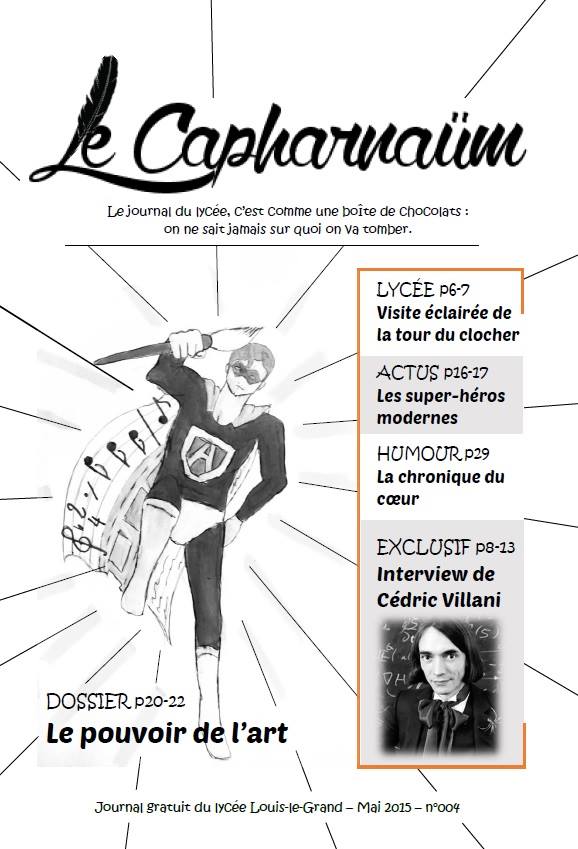 Le Capharnaüm
Le journal du lycée, c'est comme une boîte de chocolats :
on ne sait jamais sur quoi on va tomber.
LYCÉE p6-7
Visite éclairée de
la tour du clocher
ACTUS p16-17
Les super-héros
modernes
HUMOUR p29
La chronique du
cœur
EXCLUSIF p8-13
Interview de
Cédric Villani
A
DOSSIER p20-22
Le pouvoir de l'art
Journal gratuit du lycée Louis-le-Grand – Mai 2015 – n°004